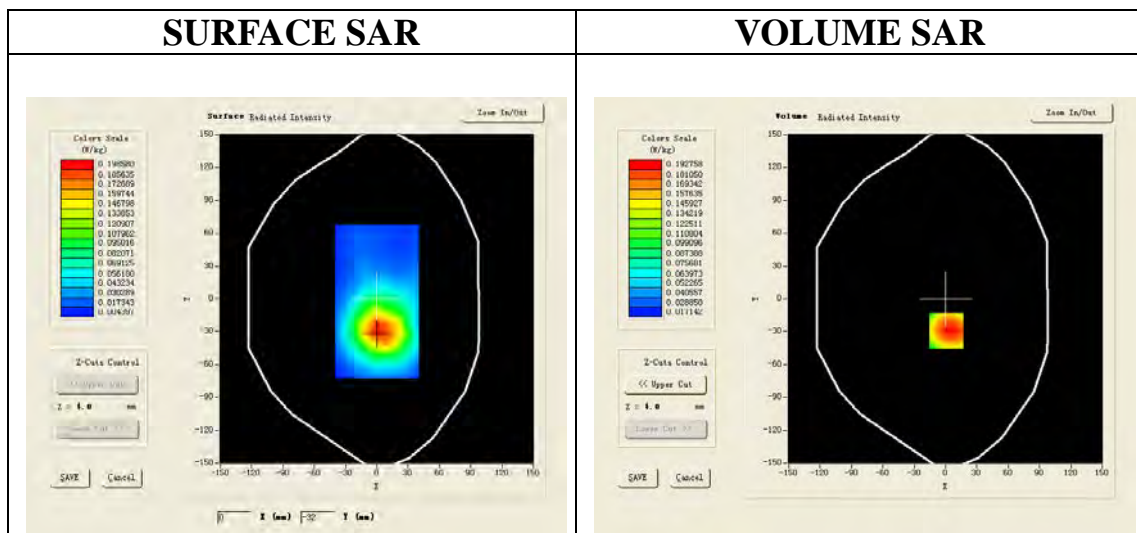 SURFACE SAR
VOLUME SAR
Surface Radiated Intensity
Zoom In/Out
Colors Scale
(W/kg)
0.198580
0.185635
0.172689
0.159744
0.146798
0.133853
0.120907
0.107962
0.095016
0.082071
0.069125
0.056180
0.043234
0.030289
0.017343
0.004397
150
120
90
60
30
0
-30
-60
-90
-120
-150
Y
-150 -120 -90 -60 -30 0 30 60 90 120 150
X
Z-Cuts Control
<< Upper Cut
Z = 4.0 mm
Lower Cut >>
SAVE
Cancel
0 X (mm) -32 Y (mm)
Volume Radiated Intensity
Zoom In/Out
Colors Scale
(W/kg)
0.192758
0.181050
0.169342
0.157635
0.145927
0.134219
0.122511
0.110804
0.099096
0.087388
0.075681
0.063973
0.052265
0.040557
0.028850
0.017142
150
120
90
60
30
0
-30
-60
-90
-120
-150
Y
-150 -120 -90 -60 -30 0 30 60 90 120 150
X
Z-Cuts Control
<< Upper Cut
Z = 4.0 mm
Lower Cut >>
SAVE
Cancel